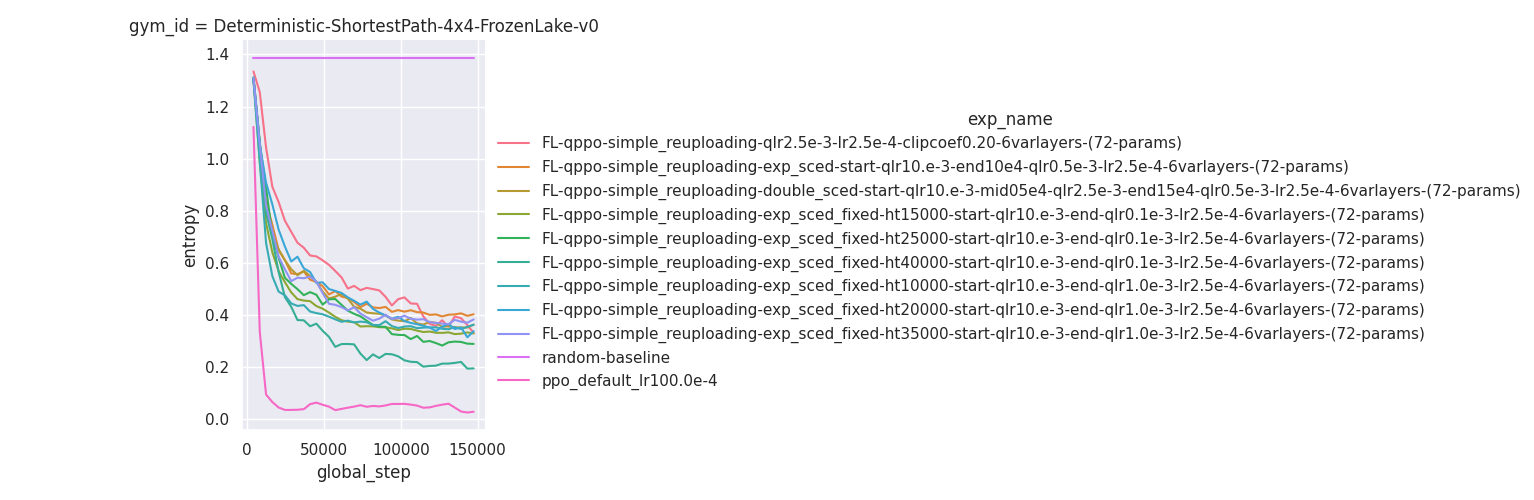 gym_id = Deterministic-ShortestPath-4x4-FrozenLake-v0
1.4
1.2
1.0
0.8
0.6
0.4
0.2
0.0
entropy
0 50000 100000 150000
global_step
exp_name
FL-qppo-simple_reuploading-qlr2.5e-3-lr2.5e-4-clipcoef0.20-6varlayers-(72-params)
FL-qppo-simple_reuploading-exp_sced-start-qlr10.e-3-end10e4-qlr0.5e-3-lr2.5e-4-6varlayers-(72-params)
FL-qppo-simple_reuploading-double_sced-start-qlr10.e-3-mid05e4-qlr2.5e-3-end15e4-qlr0.5e-3-lr2.5e-4-6varlayers-(72-params)
FL-qppo-simple_reuploading-exp_sced_fixed-ht15000-start-qlr10.e-3-end-qlr0.1e-3-lr2.5e-4-6varlayers-(72-params)
FL-qppo-simple_reuploading-exp_sced_fixed-ht25000-start-qlr10.e-3-end-qlr0.1e-3-lr2.5e-4-6varlayers-(72-params)
FL-qppo-simple_reuploading-exp_sced_fixed-ht40000-start-qlr10.e-3-end-qlr0.1e-3-lr2.5e-4-6varlayers-(72-params)
FL-qppo-simple_reuploading-exp_sced_fixed-ht10000-start-qlr10.e-3-end-qlr1.0e-3-lr2.5e-4-6varlayers-(72-params)
FL-qppo-simple_reuploading-exp_sced_fixed-ht20000-start-qlr10.e-3-end-qlr1.0e-3-lr2.5e-4-6varlayers-(72-params)
FL-qppo-simple_reuploading-exp_sced_fixed-ht35000-start-qlr10.e-3-end-qlr1.0e-3-lr2.5e-4-6varlayers-(72-params)
random-baseline
ppo_default_lr100.0e-4